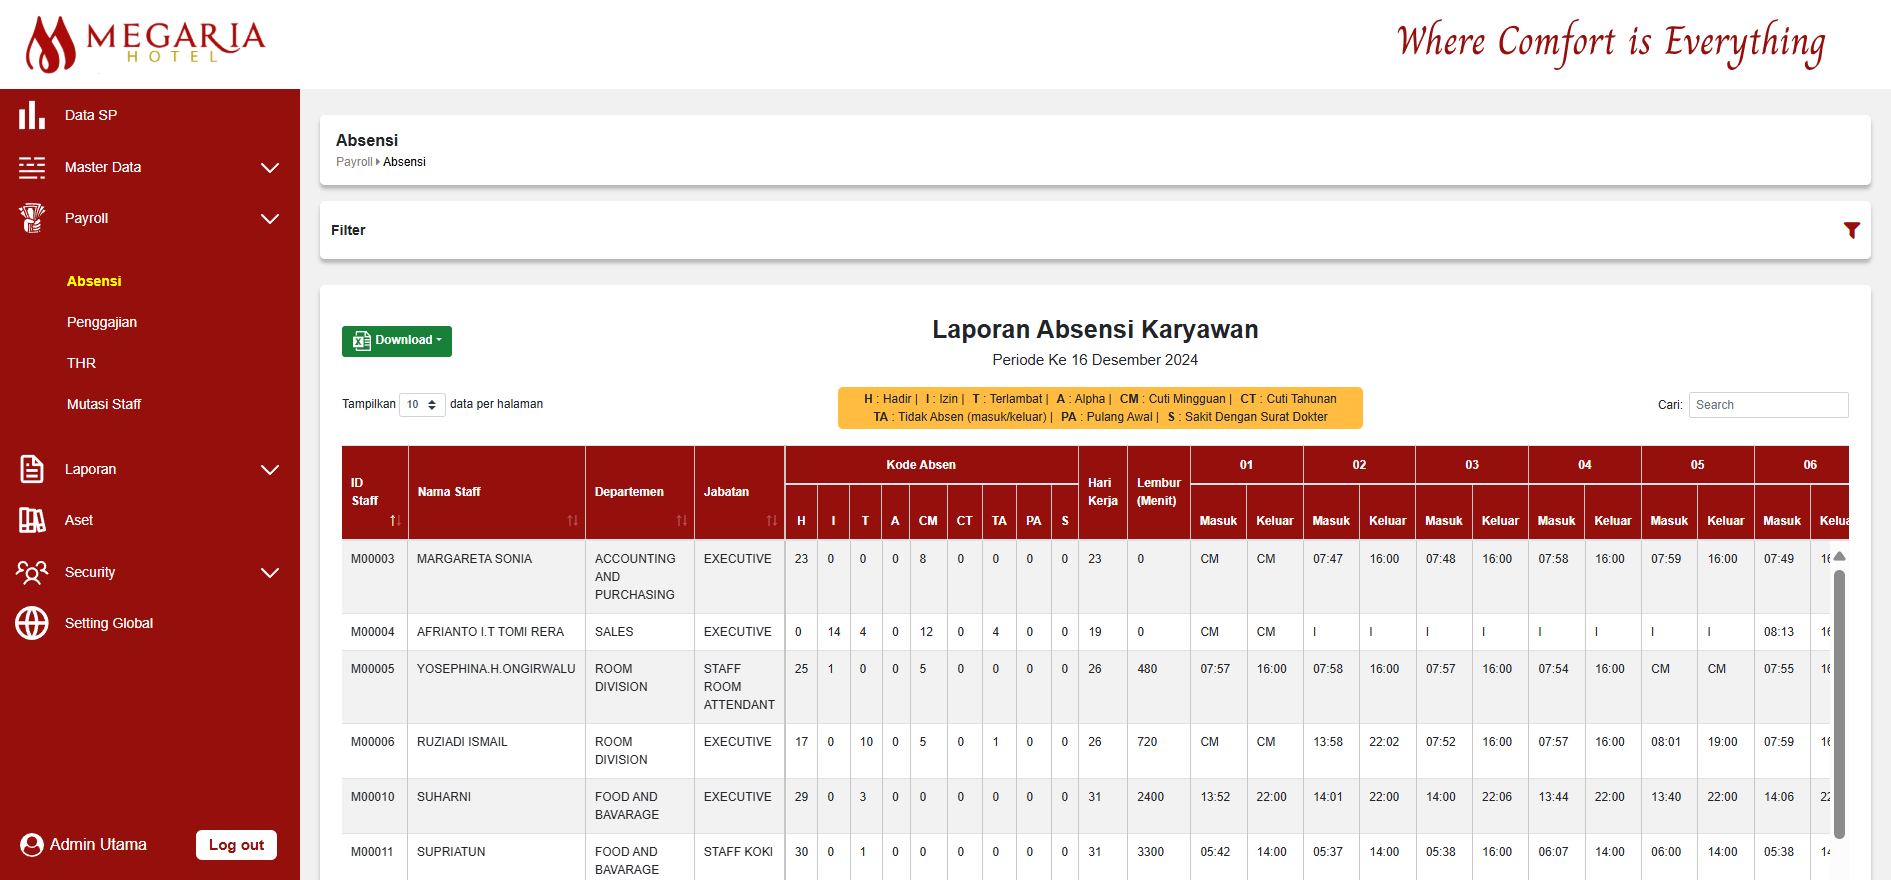 MEGARIA
HOTEL
Where Comfort is Everything
Data SP
Master Data
Payroll
Absensi
Penggajian
THR
Mutasi Staff
Laporan
Aset
Security
Setting Global
Admin Utama
Log out
Absensi
Payroll Absensi
Filter
Download
Laporan Absensi Karyawan
Periode Ke 16 Desember 2024
Tampilkan 10 data per halaman
H : Hadir | I : Izin | T : Terlambat | A : Alpha | CM : Cuti Mingguan | CT : Cuti Tahunan
TA : Tidak Absen (masuk/keluar) | PA : Pulang Awal | S : Sakit Dengan Surat Dokter
Cari: Search
ID Staff Nama Staff Departemen Jabatan Kode Absen Hari Kerja Lembur (Menit) 01 02 03 04 05 06
H I T A CM CT TA PA S Masuk Keluar Masuk Keluar Masuk Keluar Masuk Keluar Masuk Keluar Masuk
M00003 MARGARETA SONIA ACCOUNTING AND PURCHASING EXECUTIVE 23 0 0 0 8 0 0 0 0 23 0 CM CM 07:47 16:00 07:48 16:00 07:58 16:00 07:59 16:00 07:49
M00004 AFRIANTO I.T TOMI RERA SALES EXECUTIVE 0 14 4 0 12 0 4 0 0 19 0 CM CM I I I I I I I I 08:13
M00005 YOSEPHINA.H.ONGIRWALU ROOM DIVISION STAFF ROOM ATTENDANT 25 1 0 0 5 0 0 0 0 26 480 07:57 16:00 07:58 16:00 07:57 16:00 07:54 16:00 CM CM 07:55
M00006 RUZIADI ISMAIL ROOM DIVISION EXECUTIVE 17 0 10 0 5 0 1 0 0 26 720 CM CM 13:58 22:02 07:52 16:00 07:57 16:00 08:01 19:00 07:59
M00010 SUHARNI FOOD AND BAVARAGE EXECUTIVE 29 0 3 0 0 0 0 0 0 31 2400 13:52 22:00 14:01 22:00 14:00 22:06 13:44 22:00 13:40 22:00 14:06
M00011 SUPRIATUN FOOD AND BAVARAGE STAFF KOKI 30 0 1 0 0 0 0 0 0 31 3300 05:42 14:00 05:37 14:00 05:38 16:00 06:07 14:00 06:00 14:00 05:38